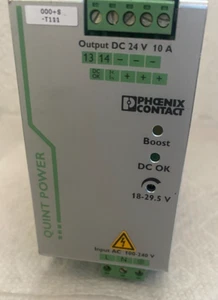 000+S
-T111
Output DC 24 V 10 A
13 14 – – + +
PHŒNIX
CONTACT
Boost
DC OK
18-29.5 V
QUINT POWER
Input AC 100-240 V
L N